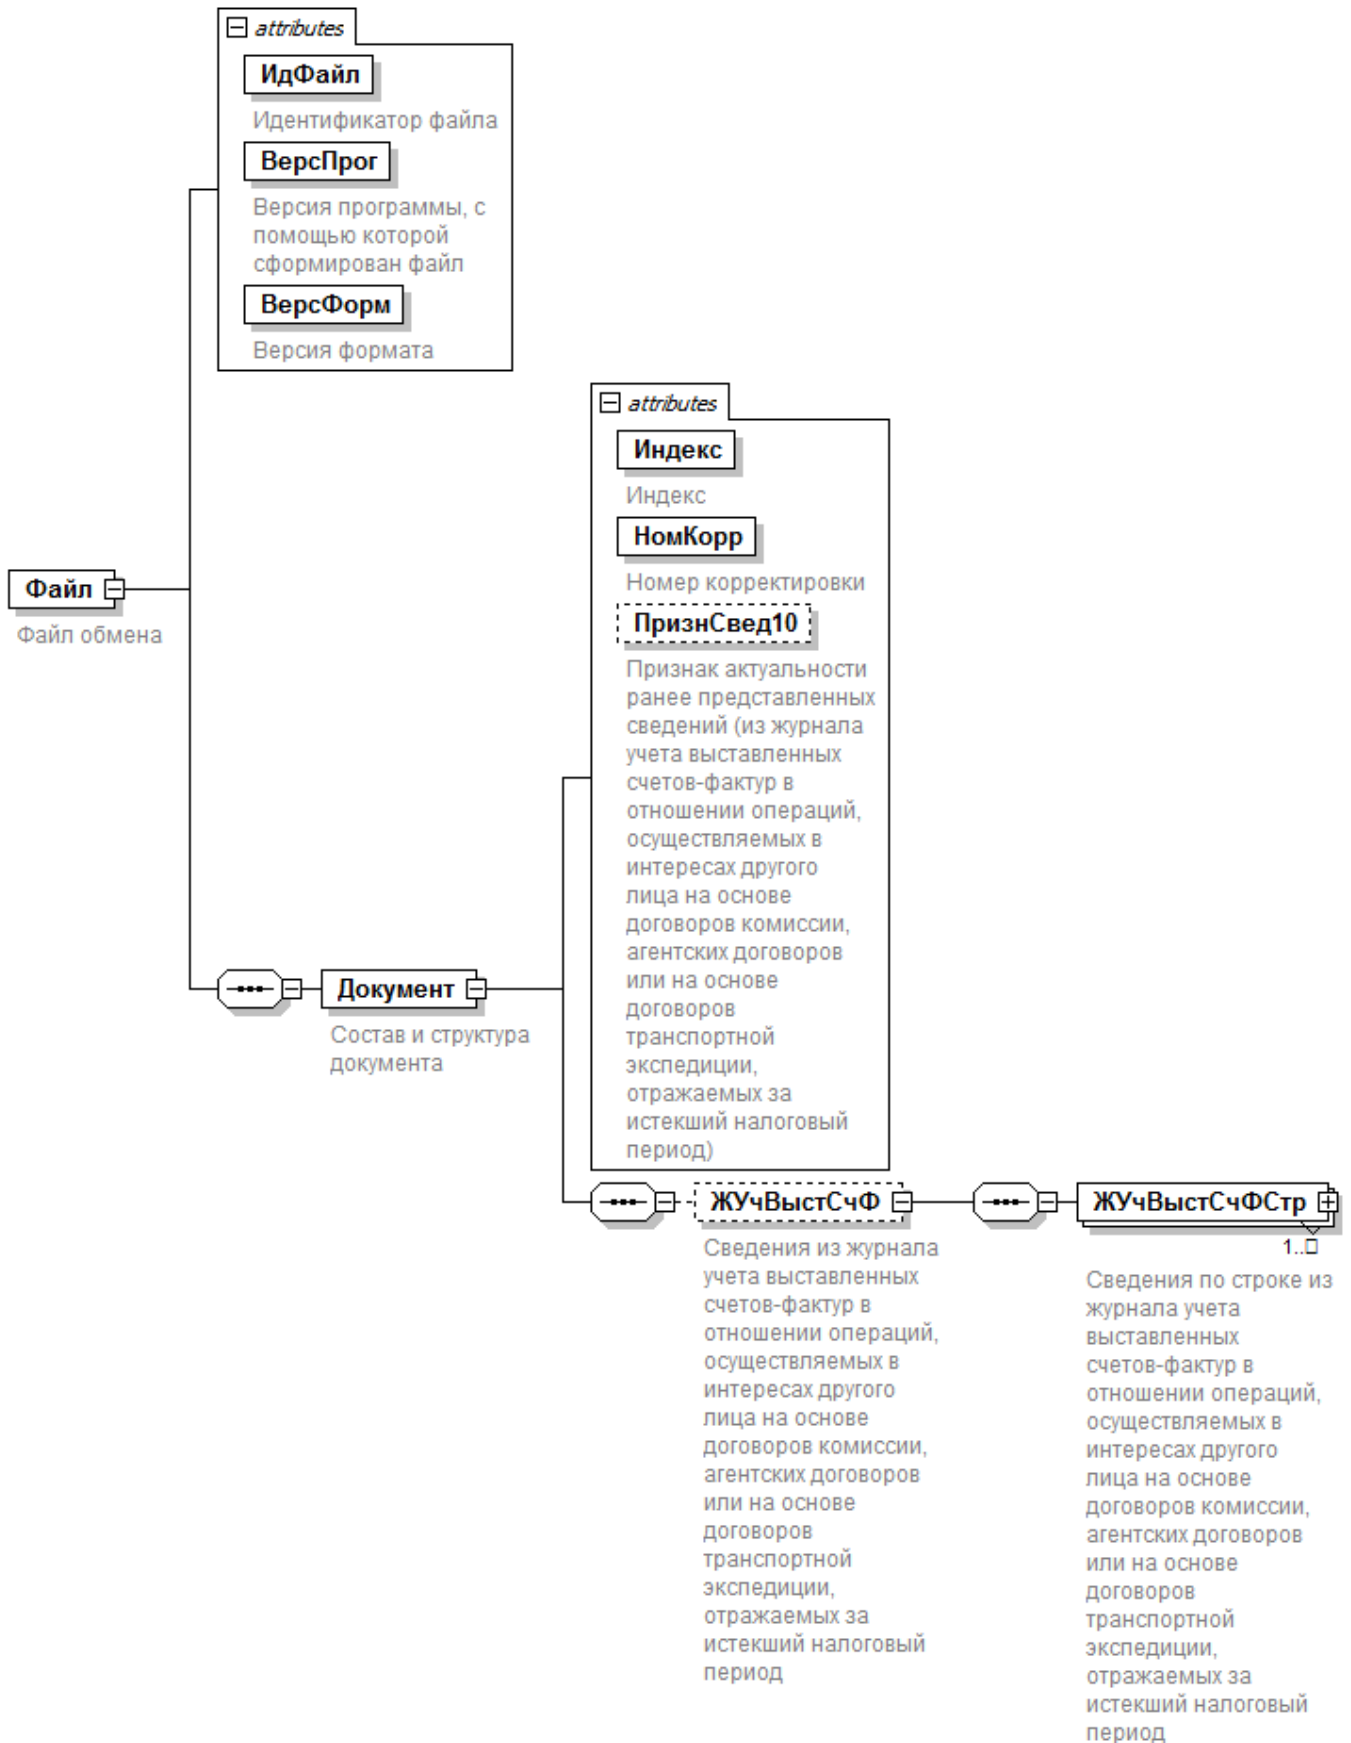 attributes
ИдФайл
Идентификатор файла
ВерсПрог
Версия программы, с
помощью которой
сформирован файл
ВерсФорм
Версия формата
attributes
Индекс
Индекс
НомКорр
Номер корректировки
ПризнСвед10
Признак актуальности
ранее представленных
сведений (из журнала
учета выставленных
счетов-фактур в
отношении операций,
осуществляемых в
интересах другого
лица на основе
договоров комиссии,
агентских договоров
или на основе
договоров
транспортной
экспедиции,
отражаемых за
истекший налоговый
период)
Файл
Файл обмена
Документ
Состав и структура
документа
ЖУчВыстСчФ
Сведения из журнала
учета выставленных
счетов-фактур в
отношении операций,
осуществляемых в
интересах другого
лица на основе
договоров комиссии,
агентских договоров
или на основе
договоров
транспортной
экспедиции,
отражаемых за
истекший налоговый
период
ЖУчВыстСчФСтр
1..□
Сведения по строке из
журнала учета
выставленных
счетов-фактур в
отношении операций,
осуществляемых в
интересах другого
лица на основе
договоров комиссии,
агентских договоров
или на основе
договоров
транспортной
экспедиции,
отражаемых за
истекший налоговый
период